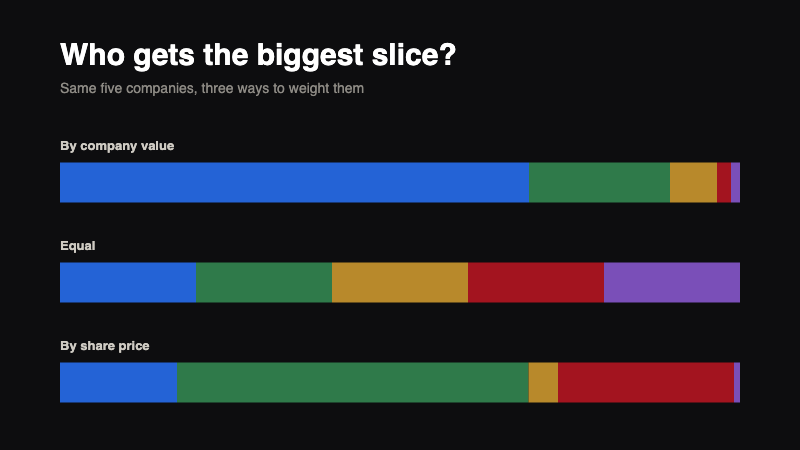 Who gets the biggest slice?
Same five companies, three ways to weight them
By company value
Equal
By share price